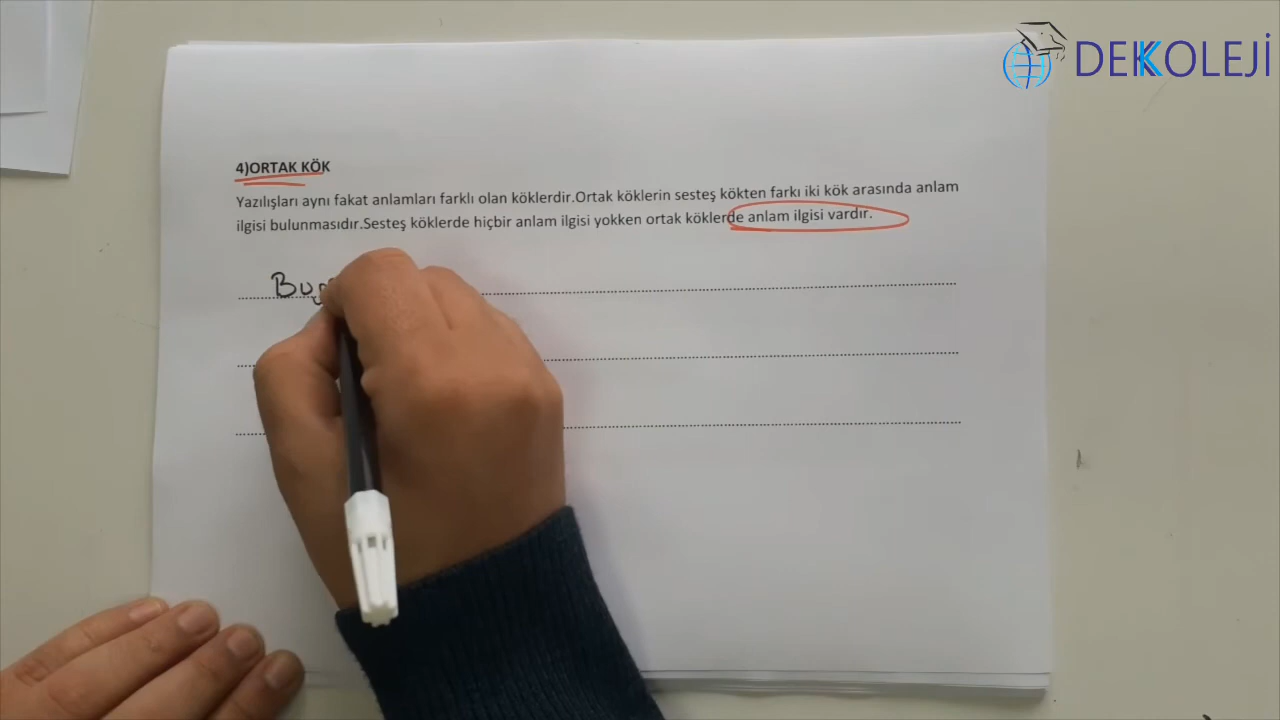 DEKKOLEJİ
4)ORTAK KÖK
Yazılışları aynı fakat anlamları farklı olan köklerdir.Ortak köklerin sesteş kökten farkı iki kök arasında anlam
ilgisi bulunmasıdır.Sesteş köklerde hiçbir anlam ilgisi yokken ortak köklerde anlam ilgisi vardır.